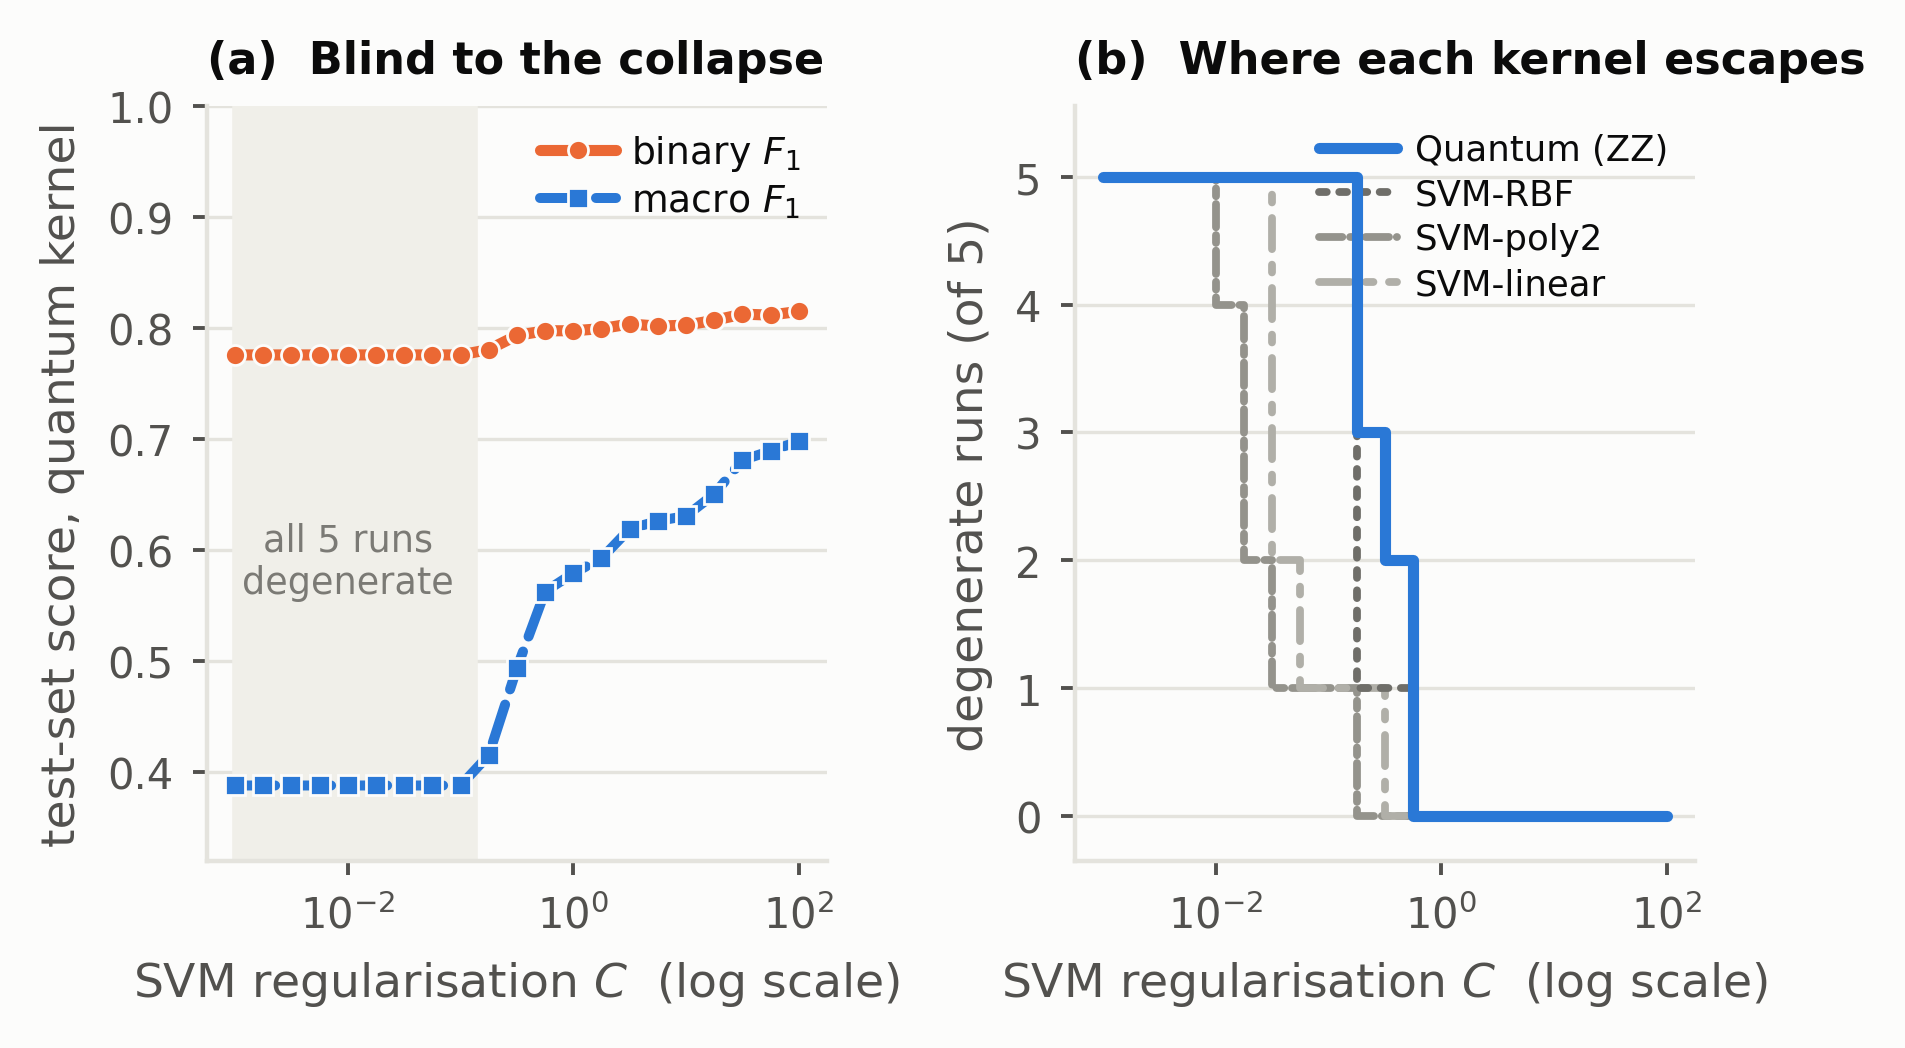 (a) Blind to the collapse
test-set score, quantum kernel
1.0
0.9
0.8
0.7
0.6
0.5
0.4
binary F₁
macro F₁
all 5 runs
degenerate
10⁻²
10⁰
10²
SVM regularisation C (log scale)
(b) Where each kernel escapes
degenerate runs (of 5)
5
4
3
2
1
0
Quantum (ZZ)
SVM-RBF
SVM-poly2
SVM-linear
10⁻²
10⁰
10²
SVM regularisation C (log scale)